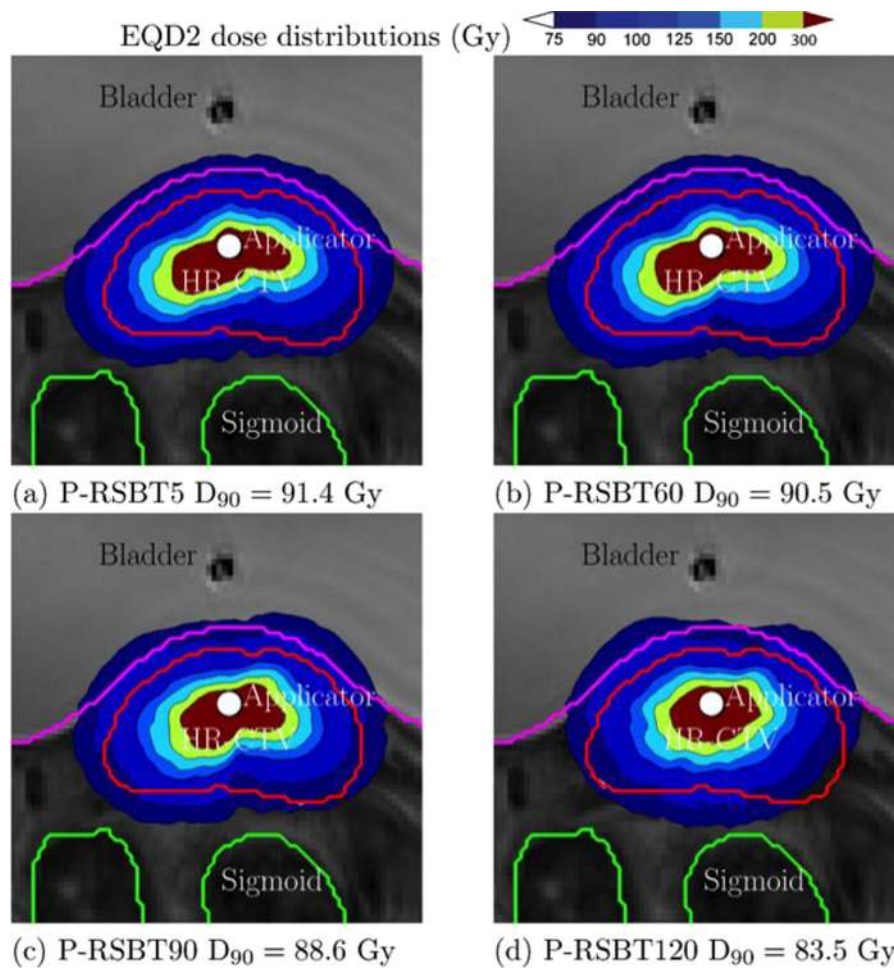 EQD2 dose distributions (Gy)
75 90 100 125 150 200 300
Bladder
Applicator
HR-CTV
Sigmoid
(a) P-RSBT5 D90 = 91.4 Gy
Bladder
Applicator
HR-CTV
Sigmoid
(b) P-RSBT60 D90 = 90.5 Gy
Bladder
Applicator
HR-CTV
Sigmoid
(c) P-RSBT90 D90 = 88.6 Gy
Bladder
Applicator
HR-CTV
Sigmoid
(d) P-RSBT120 D90 = 83.5 Gy